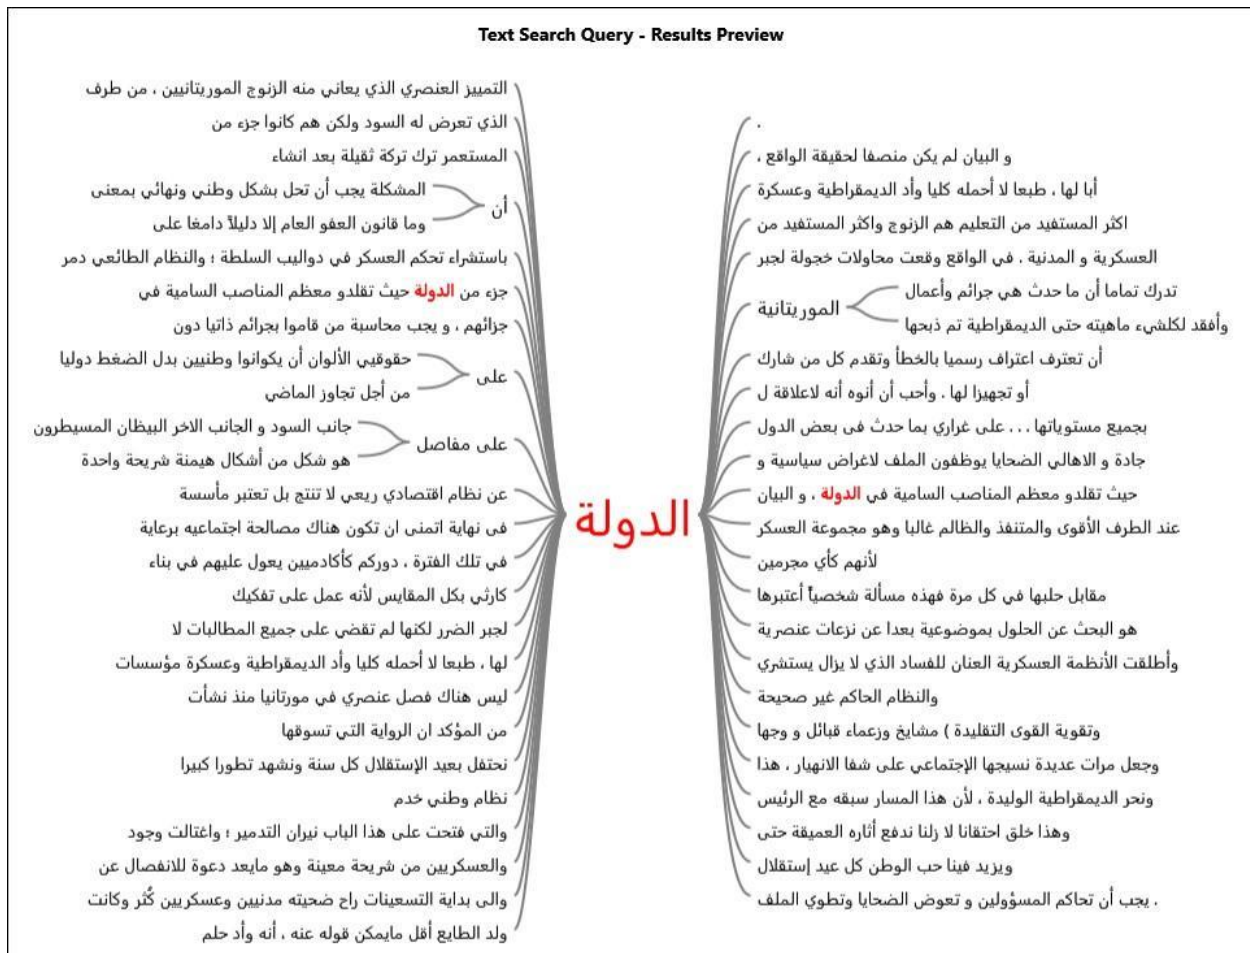 Text Search Query - Results Preview
التمييز العنصري الذي يعاني منه الزنوج الموريتانيين ، من طرف
الذي تعرض له السود ولكن هم كانوا جزء من
المستعمر ترك تركة ثقيلة بعد انشاء
المشكلة يجب أن تحل بشكل وطني ونهائي بمعنى
أن
وما قانون العفو العام إلا دليلاً دامغا على
باستشراء تحكم العسكر في دواليب السلطة ؛ والنظام الطائعي دمر
جزء من الدولة حيث تقلدو معظم المناصب السامية في
جزائهم ، و يجب محاسبة من قاموا بجرائم ذاتيا دون
حقوقيي الألوان أن يكوانوا وطنيين بدل الضغط دوليا
على
من أجل تجاوز الماضي
جانب السود و الجانب الاخر البيظان المسيطرون
على مفاصل
هو شكل من أشكال هيمنة شريحة واحدة
عن نظام اقتصادي ريعي لا تنتج بل تعتبر مأسسة
فى نهاية اتمنى ان تكون هناك مصالحة اجتماعيه برعاية
في تلك الفترة ، دوركم كأكادميين يعول عليهم في بناء
كارثي بكل المقايس لأنه عمل على تفكيك
لجبر الضرر لكنها لم تقضي على جميع المطالبات لا
لها ، طبعا لا أحمله كليا وأد الديمقراطية وعسكرة مؤسسات
ليس هناك فصل عنصري في مورتانيا منذ نشأت
من المؤكد ان الرواية التي تسوقها
نحتفل بعيد الإستقلال كل سنة ونشهد تطورا كبيرا
نظام وطني خدم
والتي فتحت على هذا الباب نيران التدمير ؛ واغتالت وجود
والعسكريين من شريحة معينة وهو مايعد دعوة للانفصال عن
والى بداية التسعينات راح ضحيته مدنيين وعسكريين كُثر وكانت
ولد الطايع أقل مايمكن قوله عنه ، أنه وأد حلم
الدولة
.
و البيان لم يكن منصفا لحقيقة الواقع ،
أبا لها ، طبعا لا أحمله كليا وأد الديمقراطية وعسكرة
اكثر المستفيد من التعليم هم الزنوج واكثر المستفيد من
العسكرية و المدنية . في الواقع وقعت محاولات خجولة لجبر
تدرك تماما أن ما حدث هي جرائم وأعمال
الموريتانية
وأفقد لكلشيء ماهيته حتى الديمقراطية تم ذبحها
أن تعترف اعتراف رسميا بالخطأ وتقدم كل من شارك
أو تجهيزا لها . وأحب أن أنوه أنه لاعلاقة ل
بجميع مستوياتها . . . على غراري بما حدث فى بعض الدول
جادة و الاهالي الضحايا يوظفون الملف لاغراض سياسية و
حيث تقلدو معظم المناصب السامية في الدولة ، و البيان
عند الطرف الأقوى والمتنفذ والظالم غالبا وهو مجموعة العسكر
لأنهم كأي مجرمين
مقابل حلبها في كل مرة فهذه مسألة شخصياً أعتبرها
هو البحث عن الحلول بموضوعية بعدا عن نزعات عنصرية
وأطلقت الأنظمة العسكرية العنان للفساد الذي لا يزال يستشري
والنظام الحاكم غير صحيحة
وتقوية القوى التقليدة ) مشايخ وزعماء قبائل و وجها
وجعل مرات عديدة نسيجها الإجتماعي على شفا الانهيار ، هذا
ونحر الديمقراطية الوليدة ، لأن هذا المسار سبقه مع الرئيس
وهذا خلق احتقانا لا زلنا ندفع أثاره العميقة حتى
ويزيد فينا حب الوطن كل عيد إستقلال
. يجب أن تحاكم المسؤولين و تعوض الضحايا وتطوي الملف